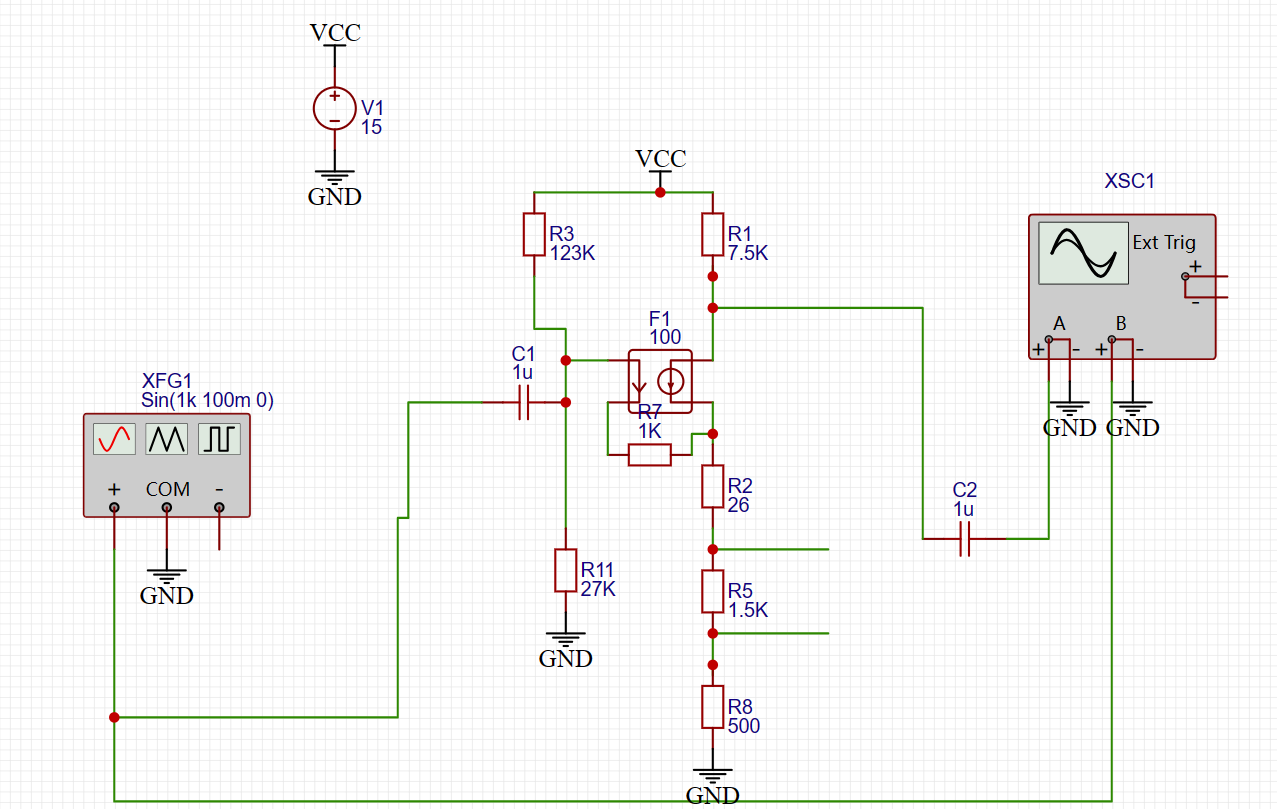 VCC
V1
15
GND
VCC
XSC1
R3
123K
R1
7.5K
Ext Trig
+
-
F1
100
A
B
+
-
+
-
C1
1u
XFG1
Sin(1k 100m 0)
R7
1K
GND
GND
+
COM
-
R2
26
C2
1u
GND
R11
27K
R5
1.5K
GND
R8
500
GND